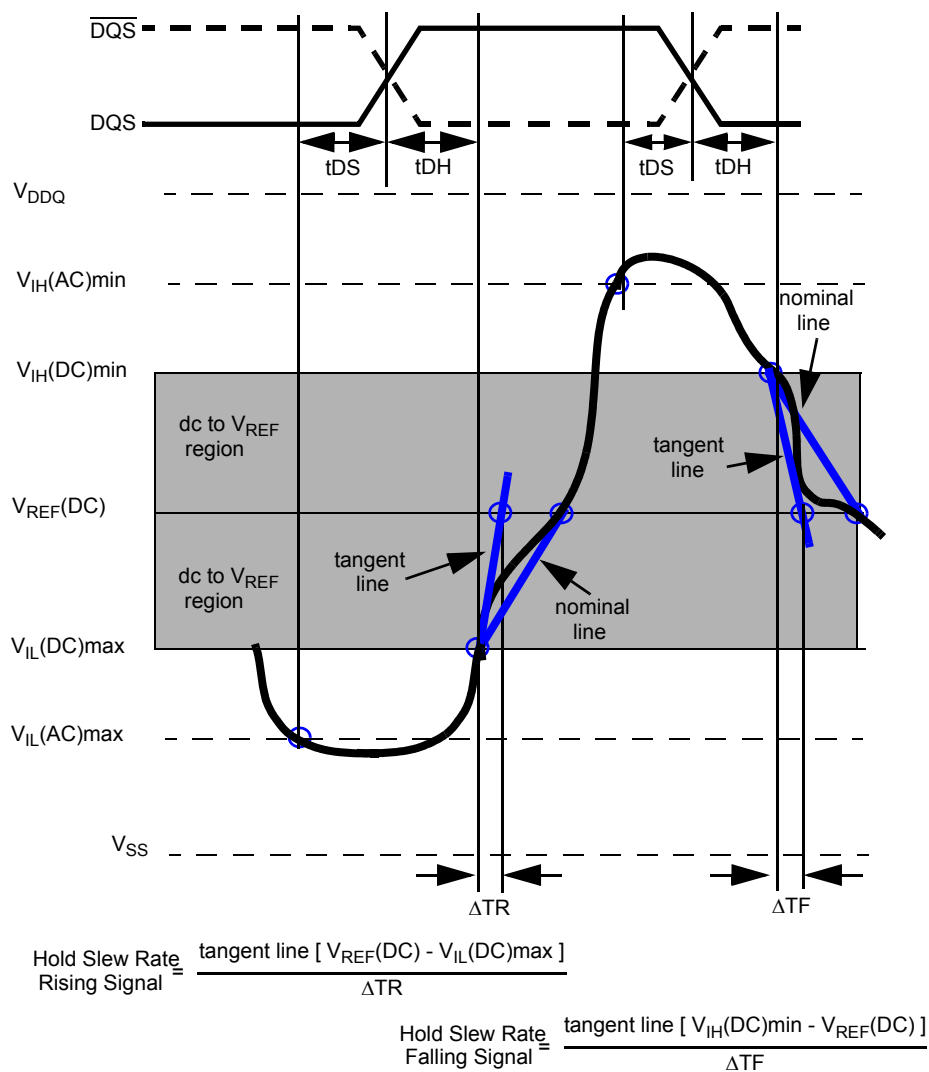 DQS
DQS
tDS
tDH
tDS
tDH
VDDQ
VIH(AC)min
nominal
line
VIH(DC)min
dc to VREF
region
tangent
line
VREF(DC)
tangent
line
dc to VREF
region
nominal
line
VIL(DC)max
VIL(AC)max
VSS
ΔTR
ΔTF
Hold Slew Rate
Rising Signal
=
tangent line [ VREF(DC) - VIL(DC)max ]
ΔTR
Hold Slew Rate
Falling Signal
=
tangent line [ VIH(DC)min - VREF(DC) ]
ΔTF